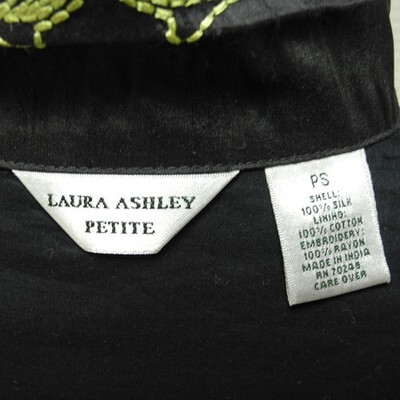 LAURA ASHLEY
PETITE
PS
SHELL:
100% SILK
LINING:
100% COTTON
EMBROIDERY:
100% RAYON
MADE IN INDIA
RN 70245
CARE OVER